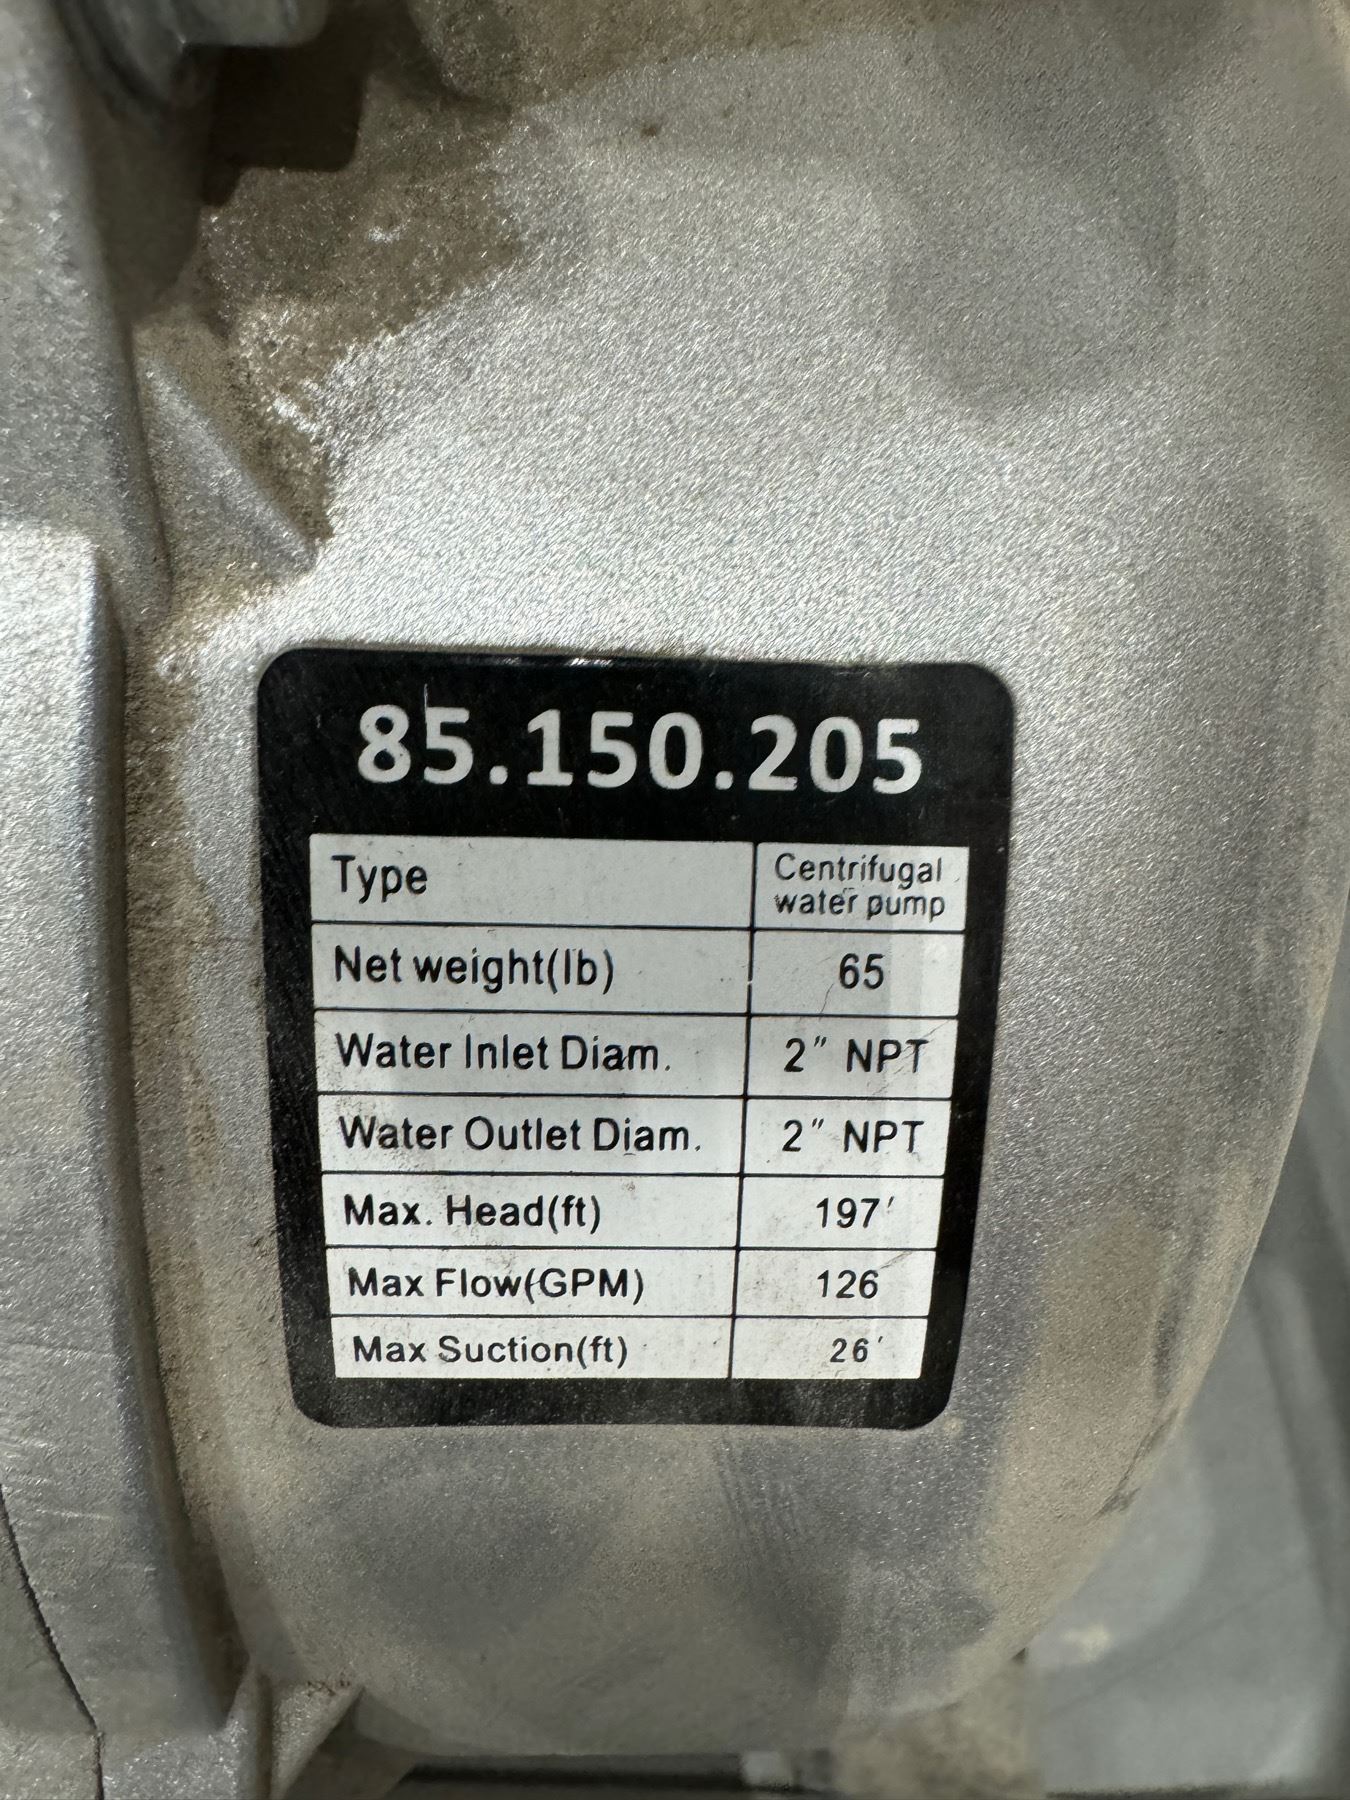 85.150.205
Type Centrifugal water pump
Net weight(lb) 65
Water Inlet Diam. 2" NPT
Water Outlet Diam. 2" NPT
Max. Head(ft) 197'
Max Flow(GPM) 126
Max Suction(ft) 26'